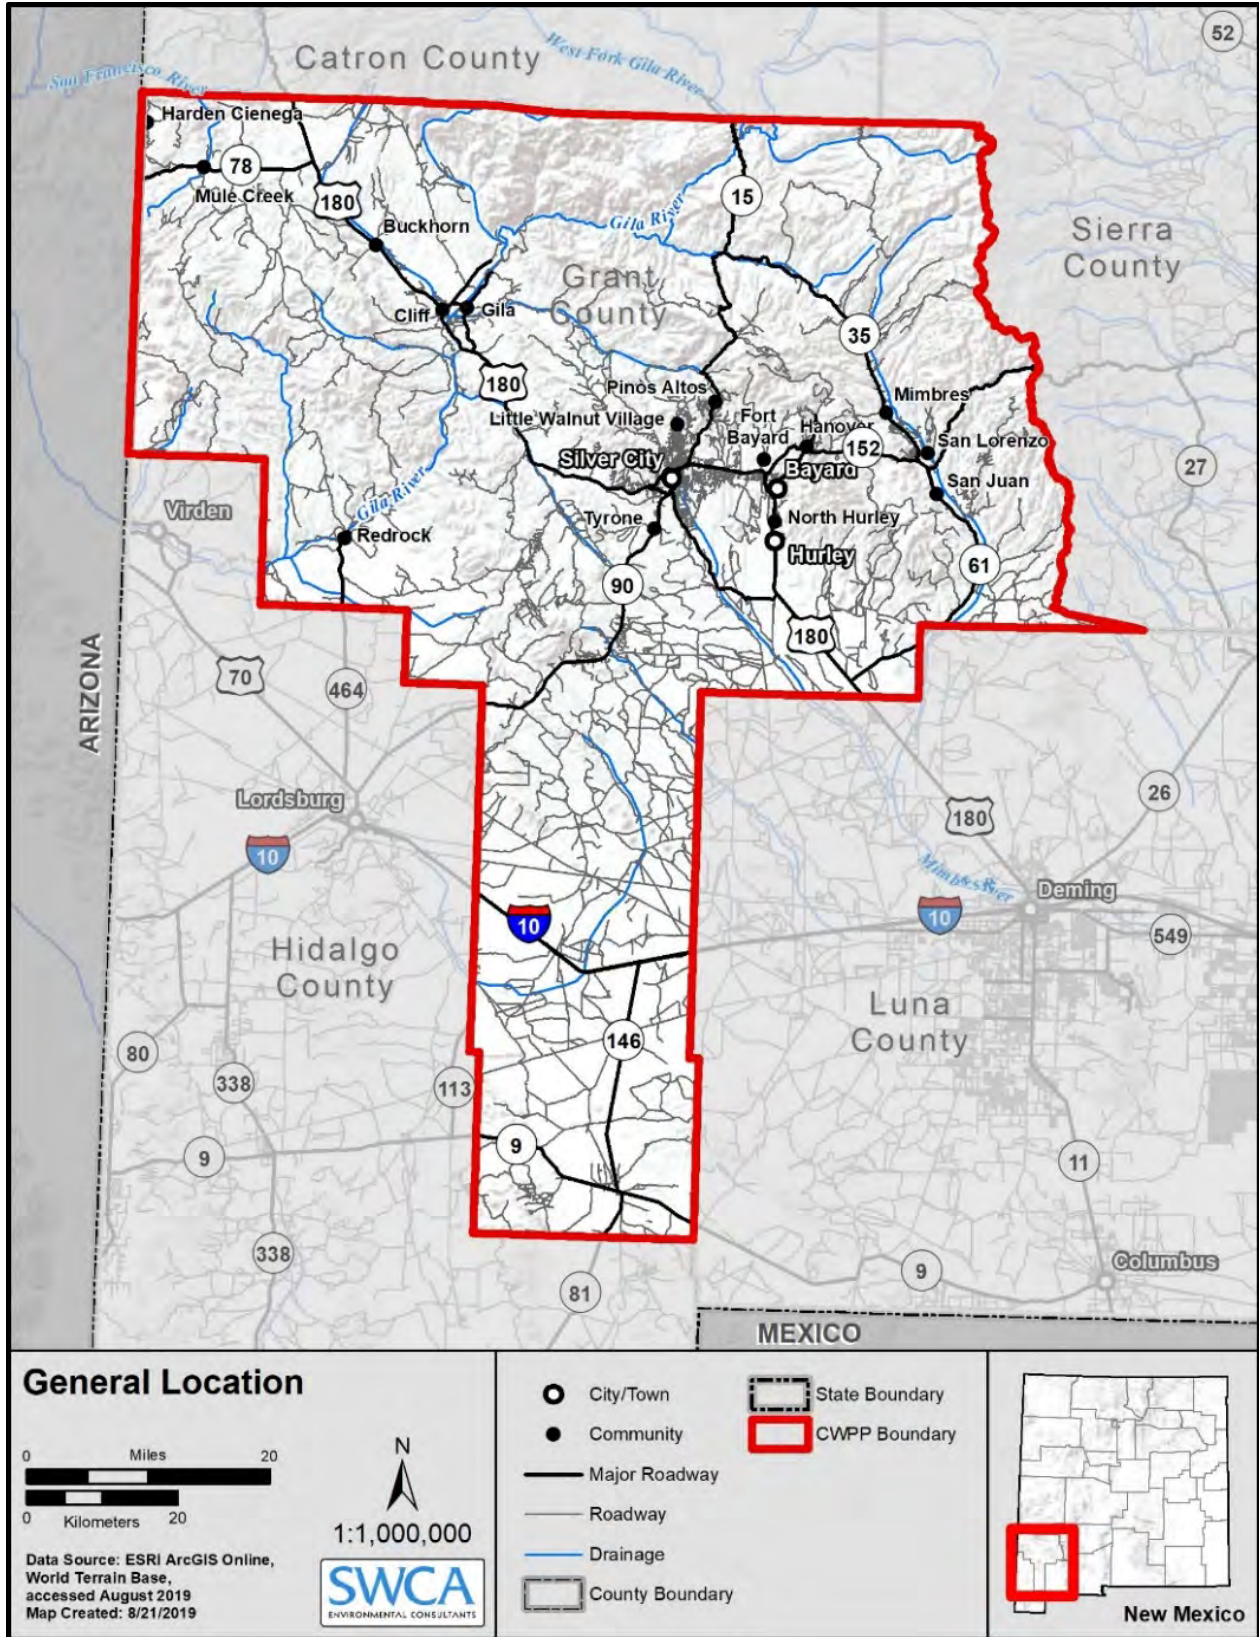 52
Catron County
West Fork Gila River
San Francisco River
Harden Cienega
78
Mule Creek
180
15
Buckhorn
Gila River
Sierra
County
Grant
County
Cliff
Gila
35
180
Pinos Altos
Mimbres
Little Walnut Village
Fort
Bayard
Hanover
152
San Lorenzo
Silver City
Bayard
27
San Juan
Virden
Gila River
Redrock
Tyrone
North Hurley
Hurley
90
61
180
ARIZONA
70
464
Lordsburg
26
180
10
Mimbres River
Deming
10
10
549
Hidalgo
County
Luna
County
146
80
338
113
9
9
11
338
81
9
Columbus
MEXICO
General Location
0 Miles 20
0 Kilometers 20
N
1:1,000,000
Data Source: ESRI ArcGIS Online,
World Terrain Base,
accessed August 2019
Map Created: 8/21/2019
SWCA
ENVIRONMENTAL CONSULTANTS
City/Town
Community
Major Roadway
Roadway
Drainage
County Boundary
State Boundary
CWPP Boundary
New Mexico